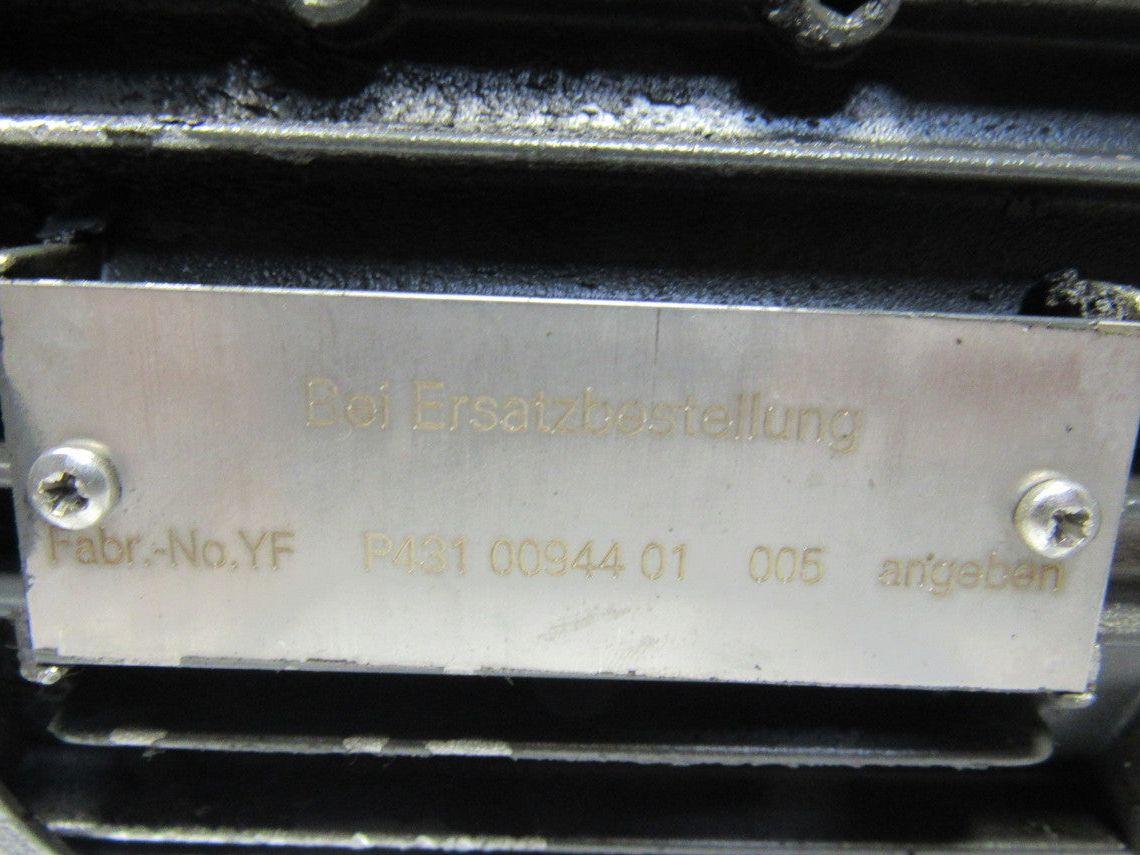 Bei Ersatzbestellung
Fabr.-No.YF P431 00944 01 005 angeben